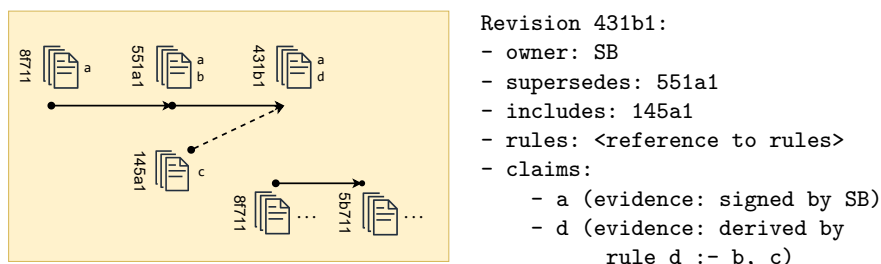 8f711
a
551a1
a
b
431b1
a
d
145a1
c
8f711
...
5b711
...
Revision 431b1:
- owner: SB
- supersedes: 551a1
- includes: 145a1
- rules: <reference to rules>
- claims:
- a (evidence: signed by SB)
- d (evidence: derived by
rule d :- b, c)